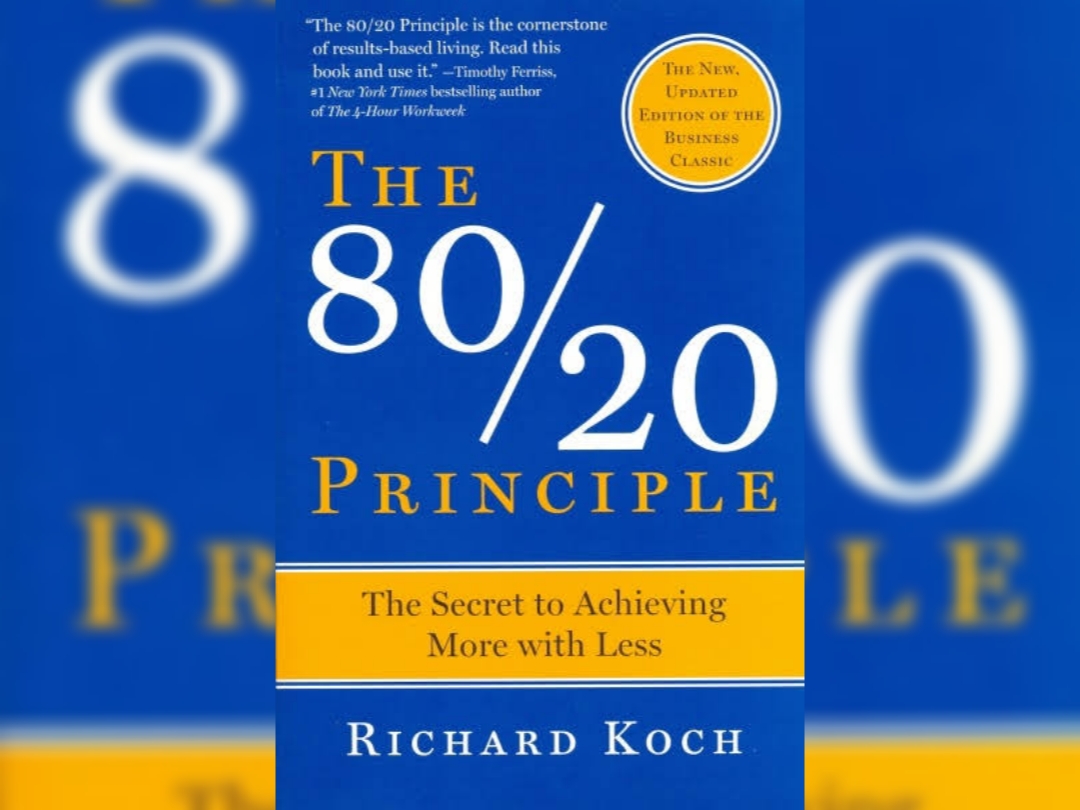 “The 80/20 Principle is the cornerstone
of results-based living. Read this
book and use it.” —Timothy Ferriss,
#1 New York Times bestselling author
of The 4-Hour Workweek
The New,
Updated
Edition of the
Business
Classic
The
80/20
Principle
The Secret to Achieving
More with Less
Richard Koch